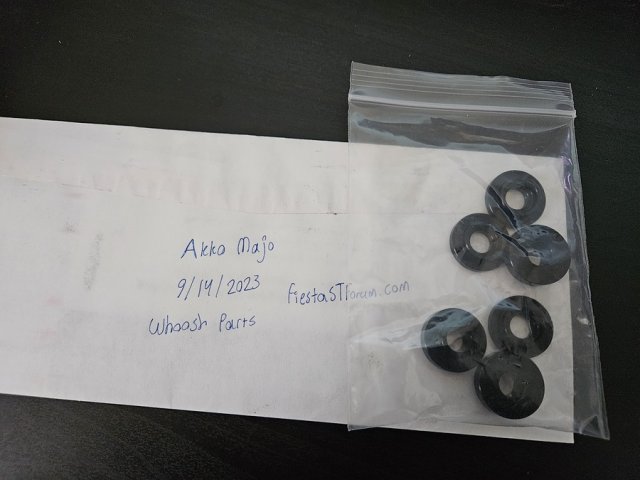 Akko Majo
9/14/2023
fiestaSTforum.com
Whoosh Parts